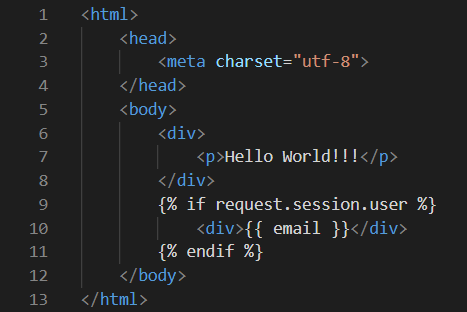 1 <html>
2 <head>
3 <meta charset="utf-8">
4 </head>
5 <body>
6 <div>
7 <p>Hello World!!!</p>
8 </div>
9 {% if request.session.user %}
10 <div>{{ email }}</div>
11 {% endif %}
12 </body>
13 </html>